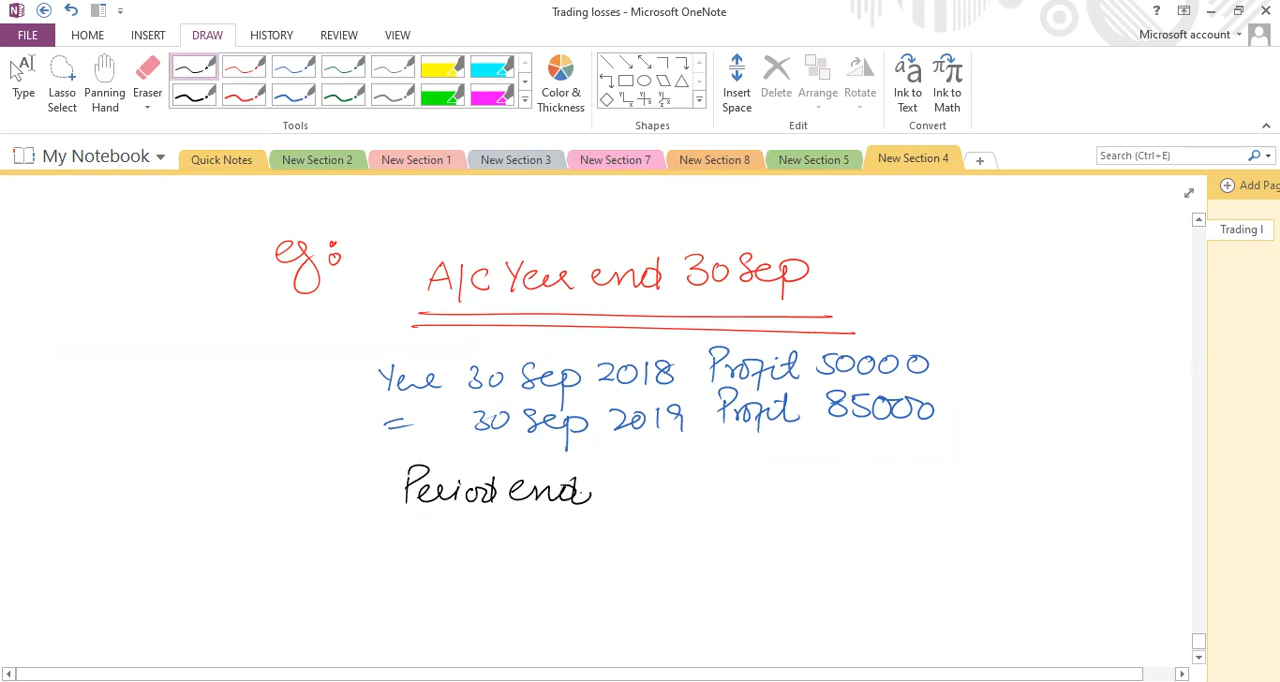 Trading losses - Microsoft OneNote
FILE HOME INSERT DRAW HISTORY REVIEW VIEW
Microsoft account
Type Lasso Select Panning Hand Eraser
Color & Thickness
Insert Space Delete Arrange Rotate
Ink to Text Ink to Math
Tools Shapes Edit Convert
My Notebook Quick Notes New Section 2 New Section 1 New Section 3 New Section 7 New Section 8 New Section 5 New Section 4
Search (Ctrl+E)
Add Pag
Trading l
eg:
A/C Year end 30 Sep
Year 30 Sep 2018 Profit 50000
= 30 Sep 2019 Profit 85000
Period end